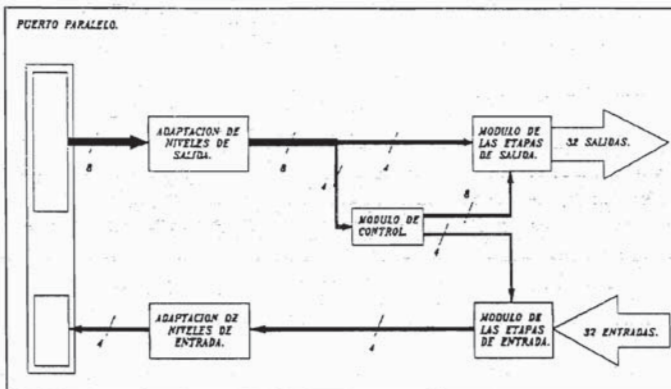 PUERTO PARALELO.
ADAPTACION DE
NIVELES DE
SALIDA.
MODULO DE
LAS ETAPAS
DE SALIDA.
32 SALIDAS.
8
8
4
4
8
MODULO DE
CONTROL.
4
ADAPTACION DE
NIVELES DE
ENTRADA.
MODULO DE
LAS ETAPAS
DE ENTRADA.
32 ENTRADAS.
4
4